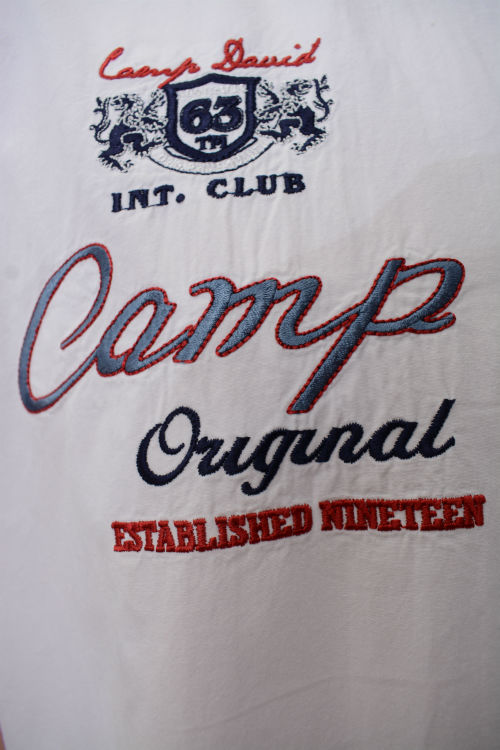 Camp David
63
TM
INT. CLUB
Camp
Original
ESTABLISHED NINETEEN